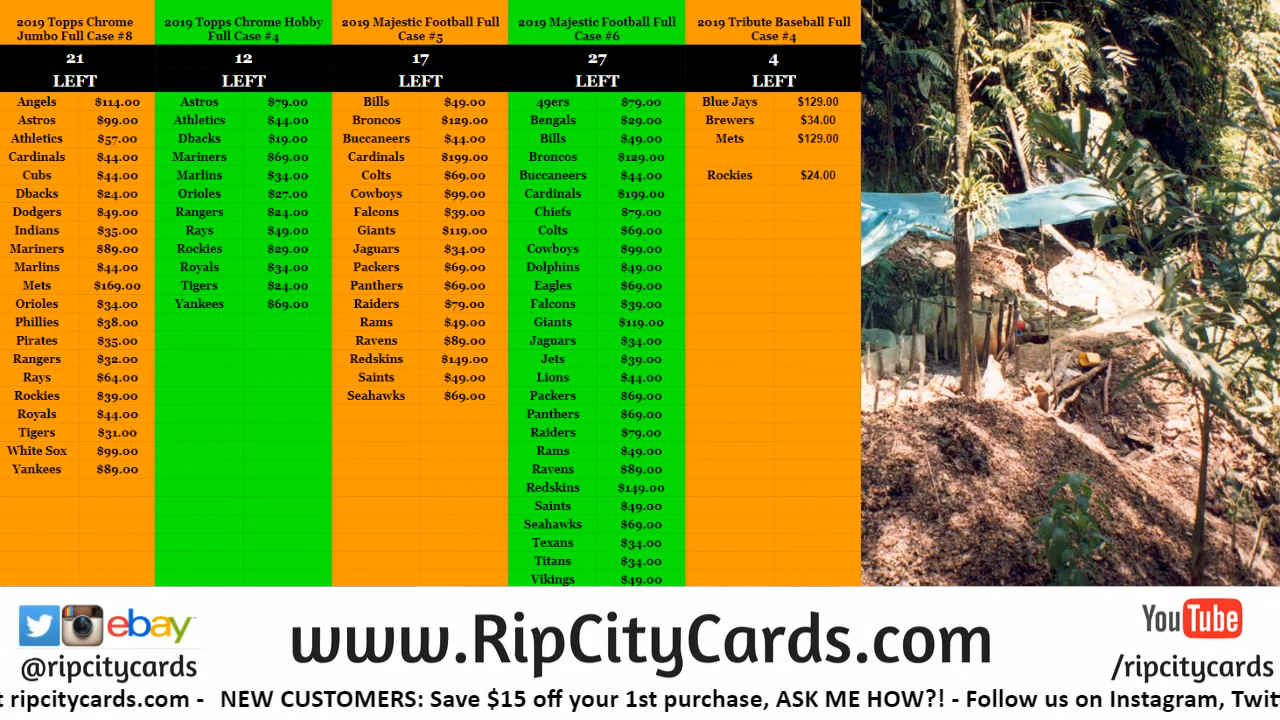 2019 Topps Chrome
Jumbo Full Case #8
21
LEFT
Angels $114.00
Astros $99.00
Athletics $57.00
Cardinals $44.00
Cubs $44.00
Dbacks $24.00
Dodgers $49.00
Indians $35.00
Mariners $89.00
Marlins $44.00
Mets $169.00
Orioles $34.00
Phillies $38.00
Pirates $35.00
Rangers $32.00
Rays $64.00
Rockies $39.00
Royals $44.00
Tigers $31.00
White Sox $99.00
Yankees $89.00
2019 Topps Chrome Hobby
Full Case #4
12
LEFT
Astros $79.00
Athletics $44.00
Dbacks $19.00
Mariners $69.00
Marlins $34.00
Orioles $27.00
Rangers $24.00
Rays $49.00
Rockies $29.00
Royals $34.00
Tigers $24.00
Yankees $69.00
2019 Majestic Football Full
Case #5
17
LEFT
Bills $49.00
Broncos $129.00
Buccaneers $44.00
Cardinals $199.00
Colts $69.00
Cowboys $99.00
Falcons $39.00
Giants $119.00
Jaguars $34.00
Packers $69.00
Panthers $69.00
Raiders $79.00
Rams $49.00
Ravens $89.00
Redskins $149.00
Saints $49.00
Seahawks $69.00
2019 Majestic Football Full
Case #6
27
LEFT
49ers $79.00
Bengals $29.00
Bills $49.00
Broncos $129.00
Buccaneers $44.00
Cardinals $199.00
Chiefs $79.00
Colts $69.00
Cowboys $99.00
Dolphins $49.00
Eagles $69.00
Falcons $39.00
Giants $119.00
Jaguars $34.00
Jets $39.00
Lions $44.00
Packers $69.00
Panthers $69.00
Raiders $79.00
Rams $49.00
Ravens $89.00
Redskins $149.00
Saints $49.00
Seahawks $69.00
Texans $34.00
Titans $34.00
Vikings $49.00
2019 Tribute Baseball Full
Case #4
4
LEFT
Blue Jays $129.00
Brewers $34.00
Mets $129.00
Rockies $24.00
ebay
@ripcitycards
www.RipCityCards.com
YouTube
/ripcitycards
t ripcitycards.com - NEW CUSTOMERS: Save $15 off your 1st purchase, ASK ME HOW?! - Follow us on Instagram, Twit